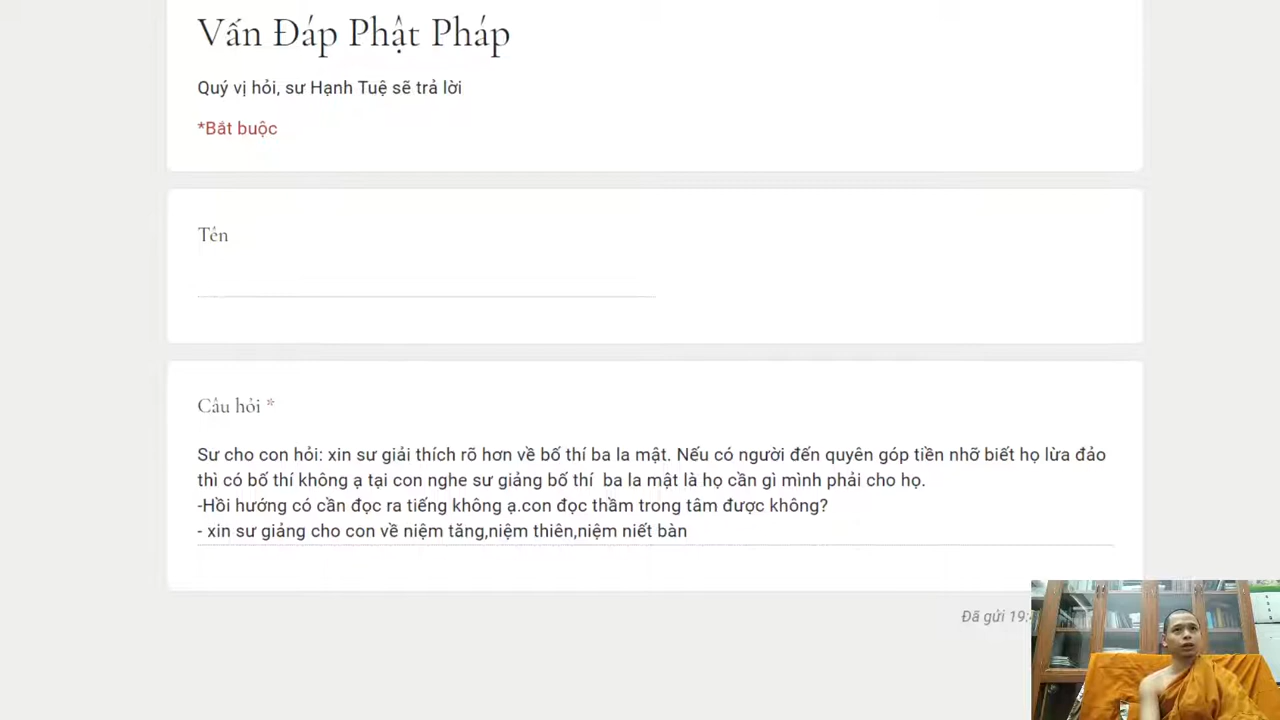 Vấn Đáp Phật Pháp
Quý vị hỏi, sư Hạnh Tuệ sẽ trả lời
*Bắt buộc
Tên
Câu hỏi *
Sư cho con hỏi: xin sư giải thích rõ hơn về bố thí ba la mật. Nếu có người đến quyên góp tiền nhỡ biết họ lừa đảo
thì có bố thí không ạ tại con nghe sư giảng bố thí ba la mật là họ cần gì mình phải cho họ.
-Hồi hướng có cần đọc ra tiếng không ạ.con đọc thầm trong tâm được không?
- xin sư giảng cho con về niệm tăng,niệm thiên,niệm niết bàn
Đã gửi 19: